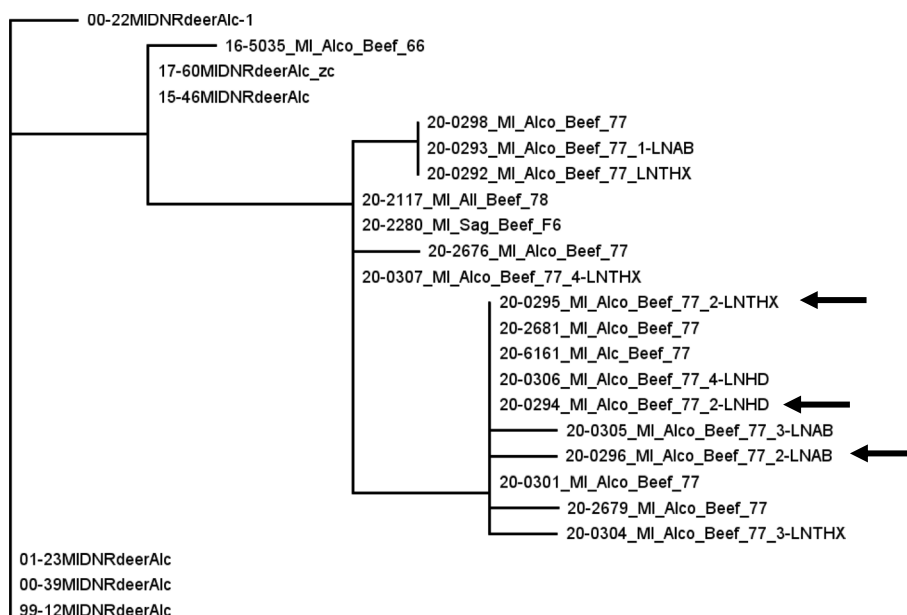 00-22MIDNRdeerAlc-1
16-5035_MI_Alco_Beef_66
17-60MIDNRdeerAlc_zc
15-46MIDNRdeerAlc
20-0298_MI_Alco_Beef_77
20-0293_MI_Alco_Beef_77_1-LNAB
20-0292_MI_Alco_Beef_77_LNTHX
20-2117_MI_All_Beef_78
20-2280_MI_Sag_Beef_F6
20-2676_MI_Alco_Beef_77
20-0307_MI_Alco_Beef_77_4-LNTHX
20-0295_MI_Alco_Beef_77_2-LNTHX
20-2681_MI_Alco_Beef_77
20-6161_MI_Alc_Beef_77
20-0306_MI_Alco_Beef_77_4-LNHD
20-0294_MI_Alco_Beef_77_2-LNHD
20-0305_MI_Alco_Beef_77_3-LNAB
20-0296_MI_Alco_Beef_77_2-LNAB
20-0301_MI_Alco_Beef_77
20-2679_MI_Alco_Beef_77
20-0304_MI_Alco_Beef_77_3-LNTHX
01-23MIDNRdeerAlc
00-39MIDNRdeerAlc
99-12MIDNRdeerAlc